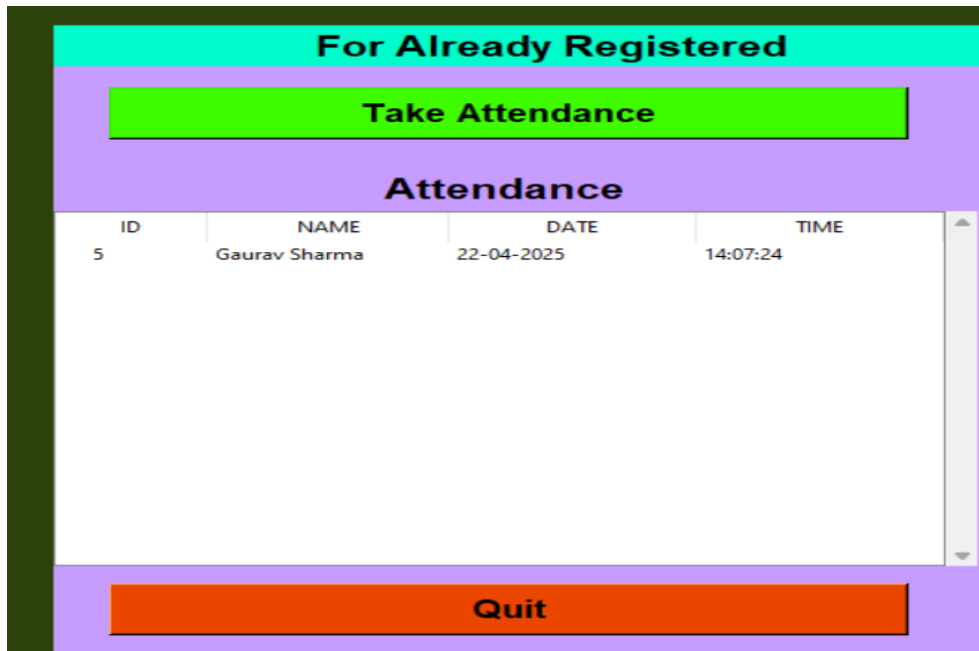 For Already Registered
Take Attendance
Attendance
ID NAME DATE TIME
5 Gaurav Sharma 22-04-2025 14:07:24
Quit